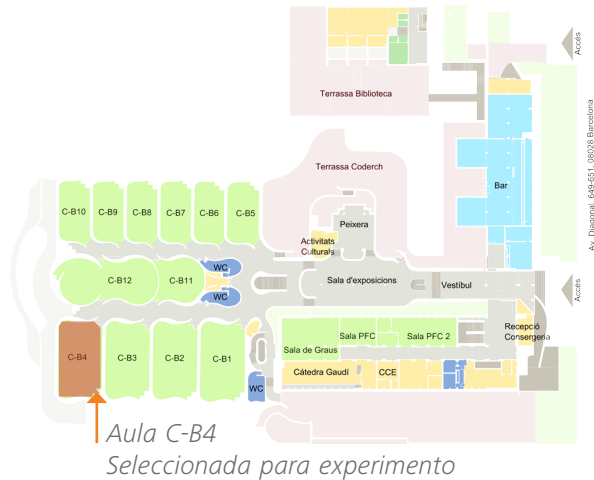 Accés
Terrassa Biblioteca
Av. Diagonal, 649-651, 08028 Barcelona
Terrassa Coderch
Bar
C-B10
C-B9
C-B8
C-B7
C-B6
C-B5
Peixera
Activitats
Culturals
WC
C-B12
C-B11
Sala d'exposicions
Vestíbul
Accés
WC
Recepció
Consergeria
Sala PFC
Sala PFC 2
Sala de Graus
C-B4
C-B3
C-B2
C-B1
Cátedra Gaudí
CCE
WC
Aula C-B4
Seleccionada para experimento